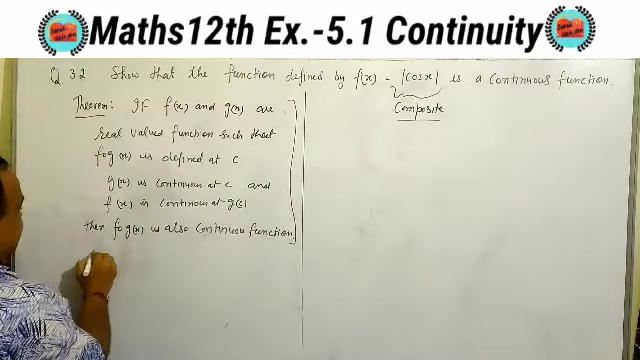 Maths12th Ex.-5.1 Continuity
Q. 32 Show that the function defined by f(x) = |cos x| is a continuous function.
Composite
Theorem: If f(x) and g(x) are
real valued function such that
fog(x) is defined at c
g(x) is continuous at c and
f(x) is continous at g(c)
then fog(x) is also continuous function